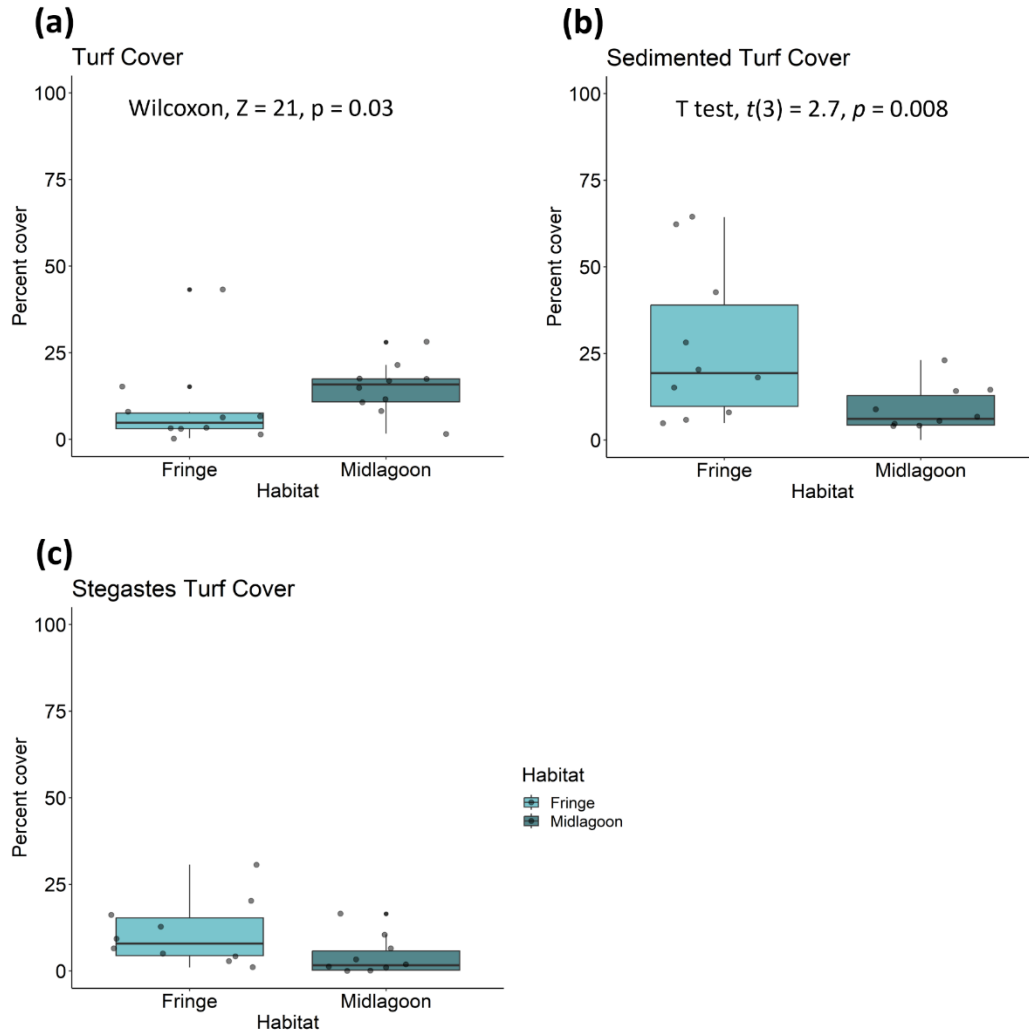 (a)
Turf Cover
Wilcoxon, Z = 21, p = 0.03
100
75
50
25
0
Percent cover
Fringe
Midlagoon
Habitat
(b)
Sedimented Turf Cover
T test, t(3) = 2.7, p = 0.008
100
75
50
25
0
Percent cover
Fringe
Midlagoon
Habitat
(c)
Stegastes Turf Cover
100
75
50
25
0
Percent cover
Fringe
Midlagoon
Habitat
Habitat
Fringe
Midlagoon